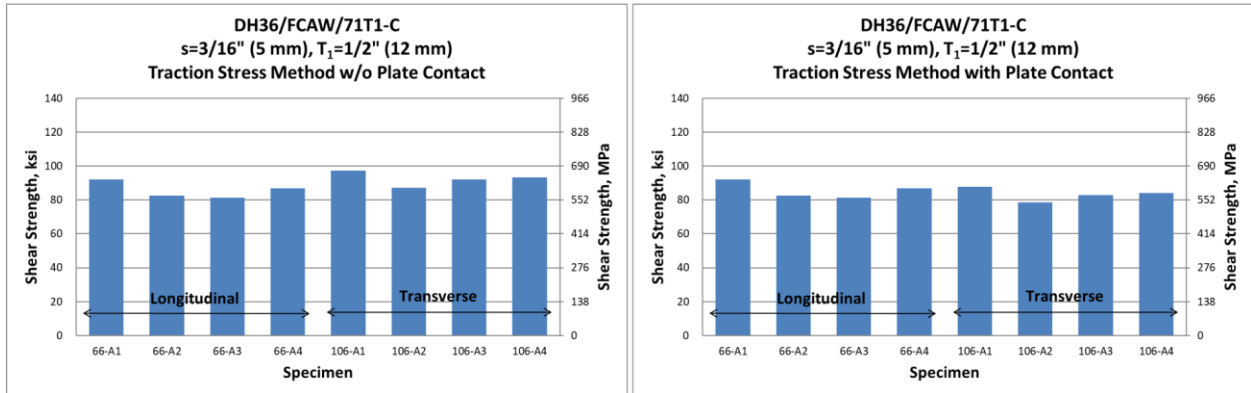 DH36/FCAW/71T1-C
s=3/16" (5 mm), T₁=1/2" (12 mm)
Traction Stress Method w/o Plate Contact
Shear Strength, ksi
140
120
100
80
60
40
20
0
966
828
690
552
414
276
138
0
Shear Strength, MPa
Longitudinal
Transverse
66-A1 66-A2 66-A3 66-A4 106-A1 106-A2 106-A3 106-A4
Specimen
DH36/FCAW/71T1-C
s=3/16" (5 mm), T₁=1/2" (12 mm)
Traction Stress Method with Plate Contact
Shear Strength, ksi
140
120
100
80
60
40
20
0
966
828
690
552
414
276
138
0
Shear Strength, MPa
Longitudinal
Transverse
66-A1 66-A2 66-A3 66-A4 106-A1 106-A2 106-A3 106-A4
Specimen